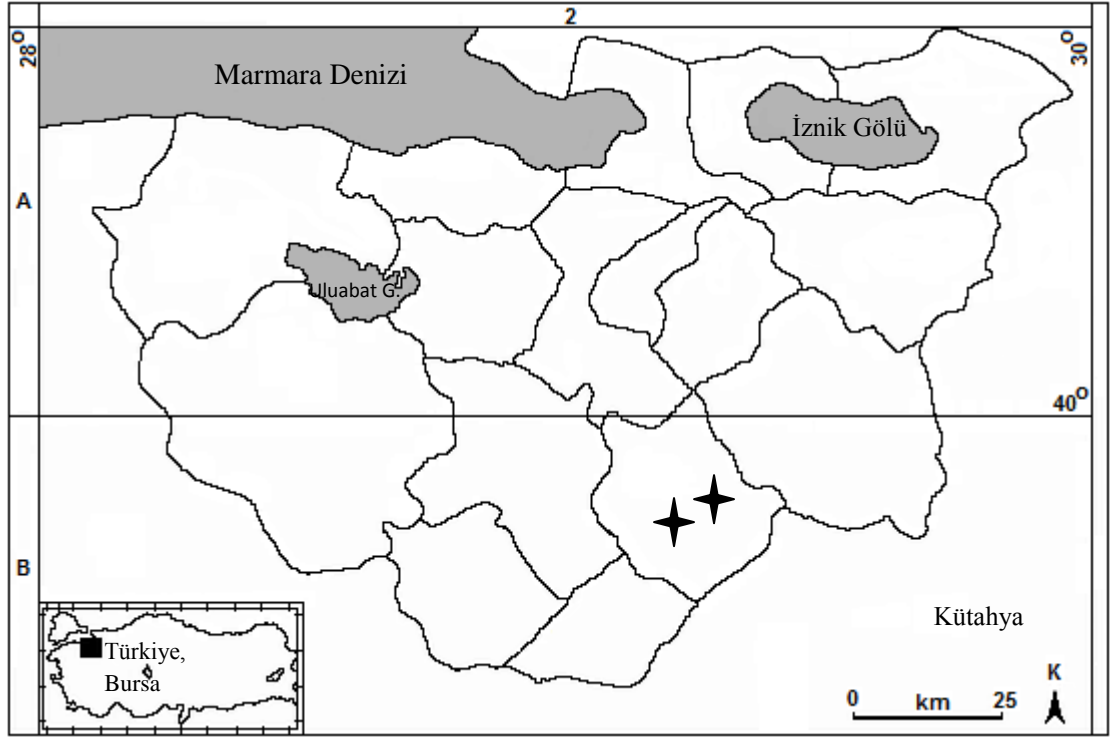 2
28°
30°
Marmara Denizi
İznik Gölü
A
Uluabat G.
40°
B
Kütahya
Türkiye,
Bursa
K
0 km 25